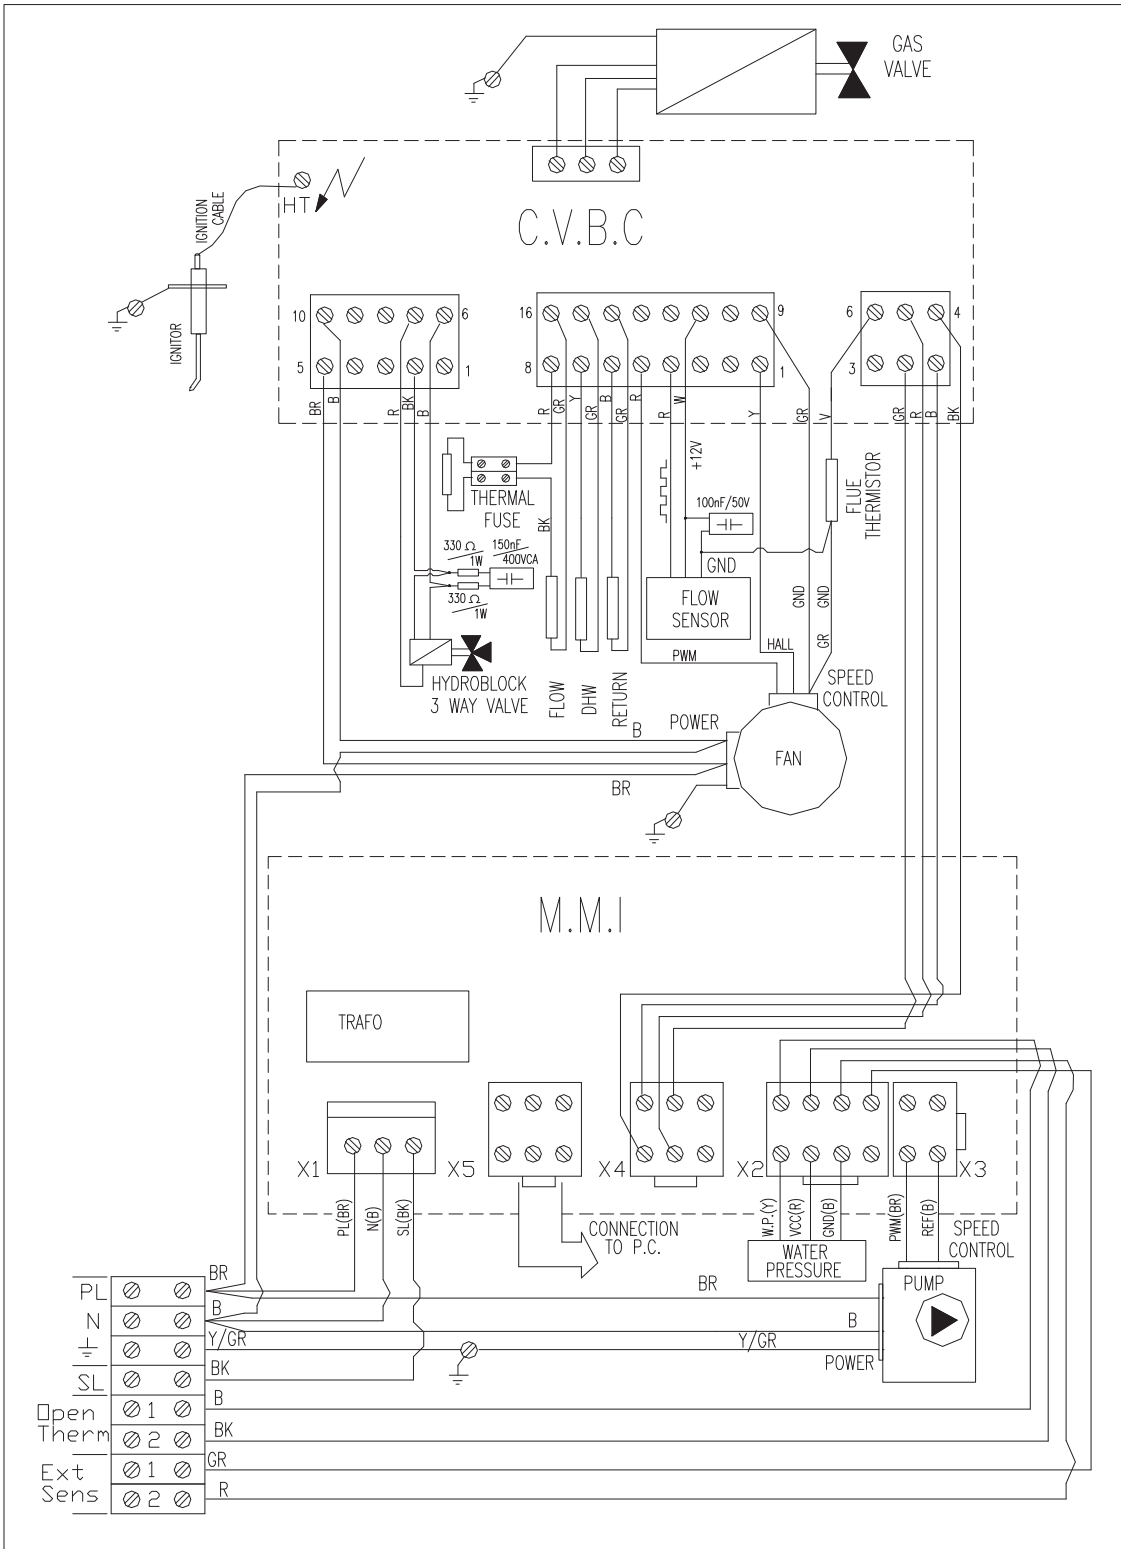 GAS
VALVE
HT
IGNITION
CABLE
IGNITOR
C.V.B.C
10
6
5
1
16
9
8
1
6
4
3
BR
B
R
BK
B
R
GR
Y
GR
B
GR
R
R
W
Y
GR
V
GR
R
B
BK
+12V
THERMAL
FUSE
BK
100nF/50V
FLUE
THERMISTOR
330 Ω
1W
150nF
400VCA
330 Ω
1W
GND
FLOW
SENSOR
GND
GND
GR
PWM
HALL
HYDROBLOCK
3 WAY VALVE
FLOW
DHW
RETURN
SPEED
CONTROL
B
POWER
FAN
BR
M.M.I
TRAFO
X1
X5
X4
X2
X3
PL(BR)
N(B)
SL(BK)
CONNECTION
TO P.C.
W.P.(Y)
VCC(R)
GND(B)
WATER
PRESSURE
PWM(BR)
REF(B)
SPEED
CONTROL
PUMP
POWER
BR
B
Y/GR
PL
BR
N
B
Y/GR
SL
BK
Open
Therm
1
B
2
BK
Ext
Sens
1
GR
2
R